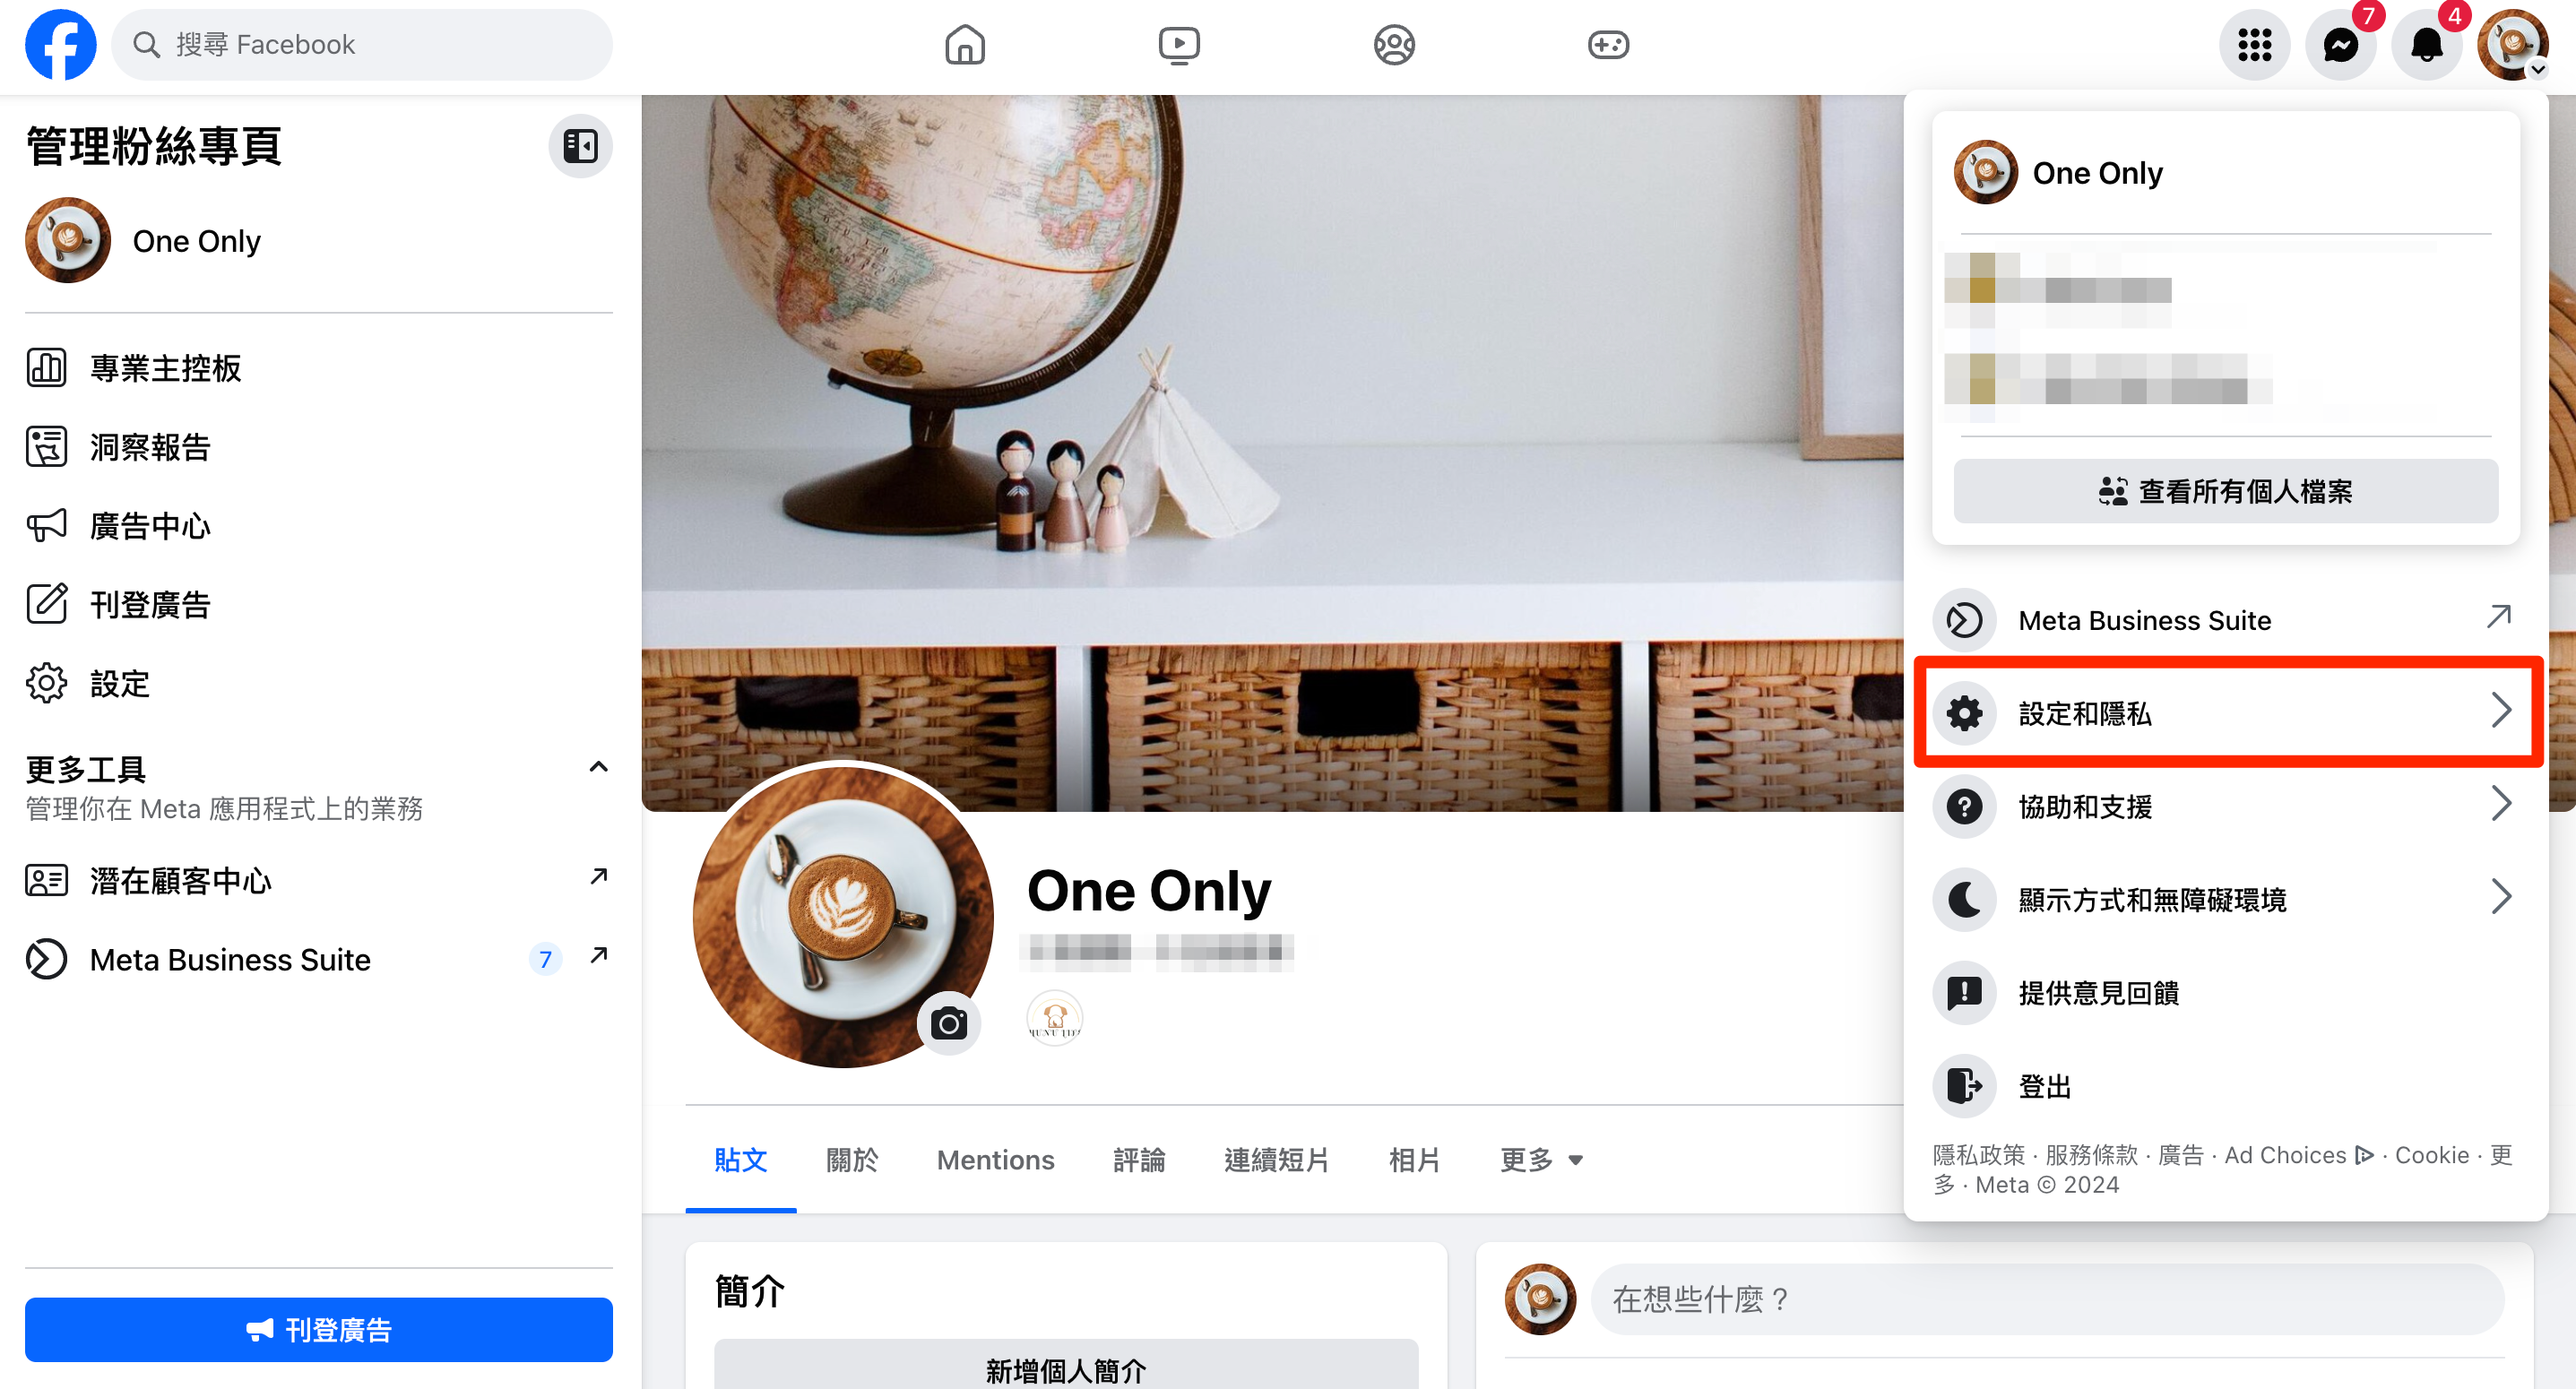 搜尋 Facebook
7
4
管理粉絲專頁
One Only
專業主控板
洞察報告
廣告中心
刊登廣告
設定
更多工具
管理你在 Meta 應用程式上的業務
潛在顧客中心
Meta Business Suite
7
刊登廣告
One Only
貼文
關於
Mentions
評論
連續短片
相片
更多
簡介
新增個人簡介
在想些什麼？
One Only
查看所有個人檔案
Meta Business Suite
設定和隱私
協助和支援
顯示方式和無障礙環境
提供意見回饋
登出
隱私政策 · 服務條款 · 廣告 · Ad Choices · Cookie · 更
多 · Meta © 2024